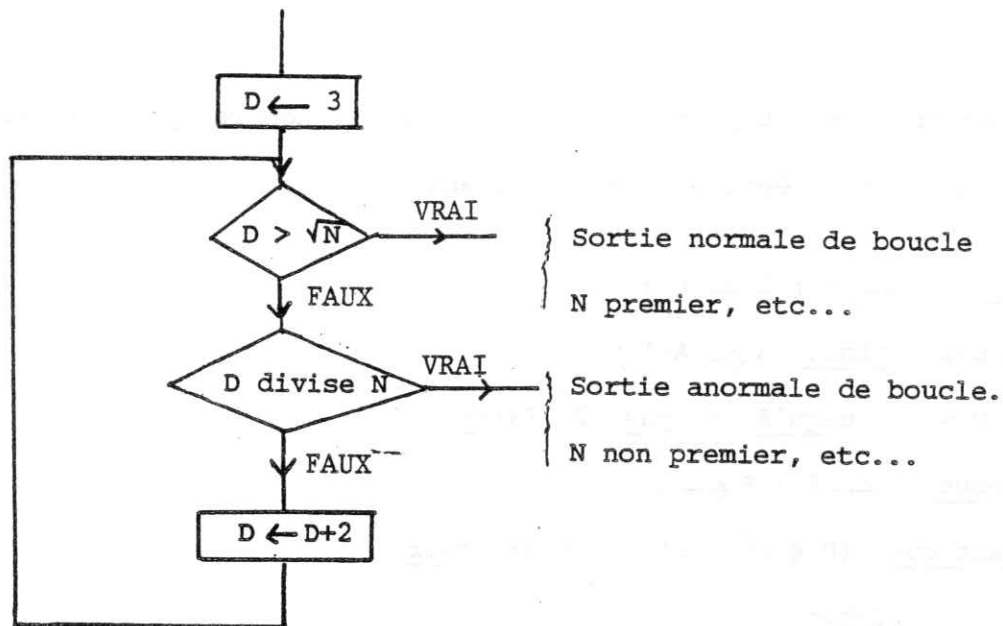 D ← 3
D > √N
VRAI
Sortie normale de boucle
N premier, etc...
FAUX
D divise N
VRAI
Sortie anormale de boucle.
N non premier, etc...
FAUX
D ← D+2